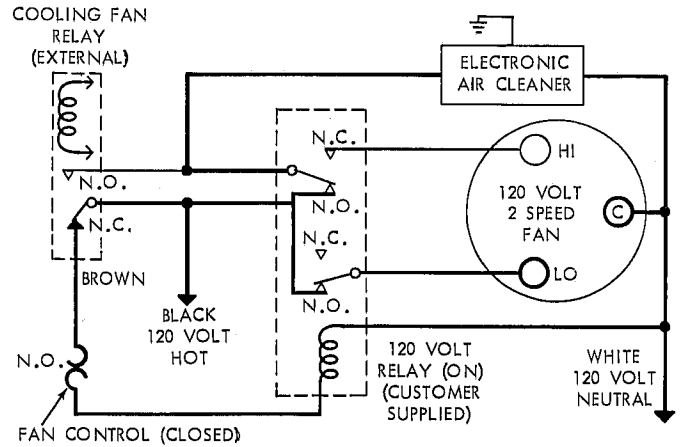 COOLING FAN
RELAY
(EXTERNAL)
ELECTRONIC
AIR CLEANER
N.C.
HI
N.O.
120 VOLT
2 SPEED
FAN
C
N.O.
N.C.
N.C.
BROWN
LO
N.O.
BLACK
120 VOLT
HOT
N.O.
120 VOLT
RELAY (ON)
(CUSTOMER
SUPPLIED)
WHITE
120 VOLT
NEUTRAL
FAN CONTROL (CLOSED)